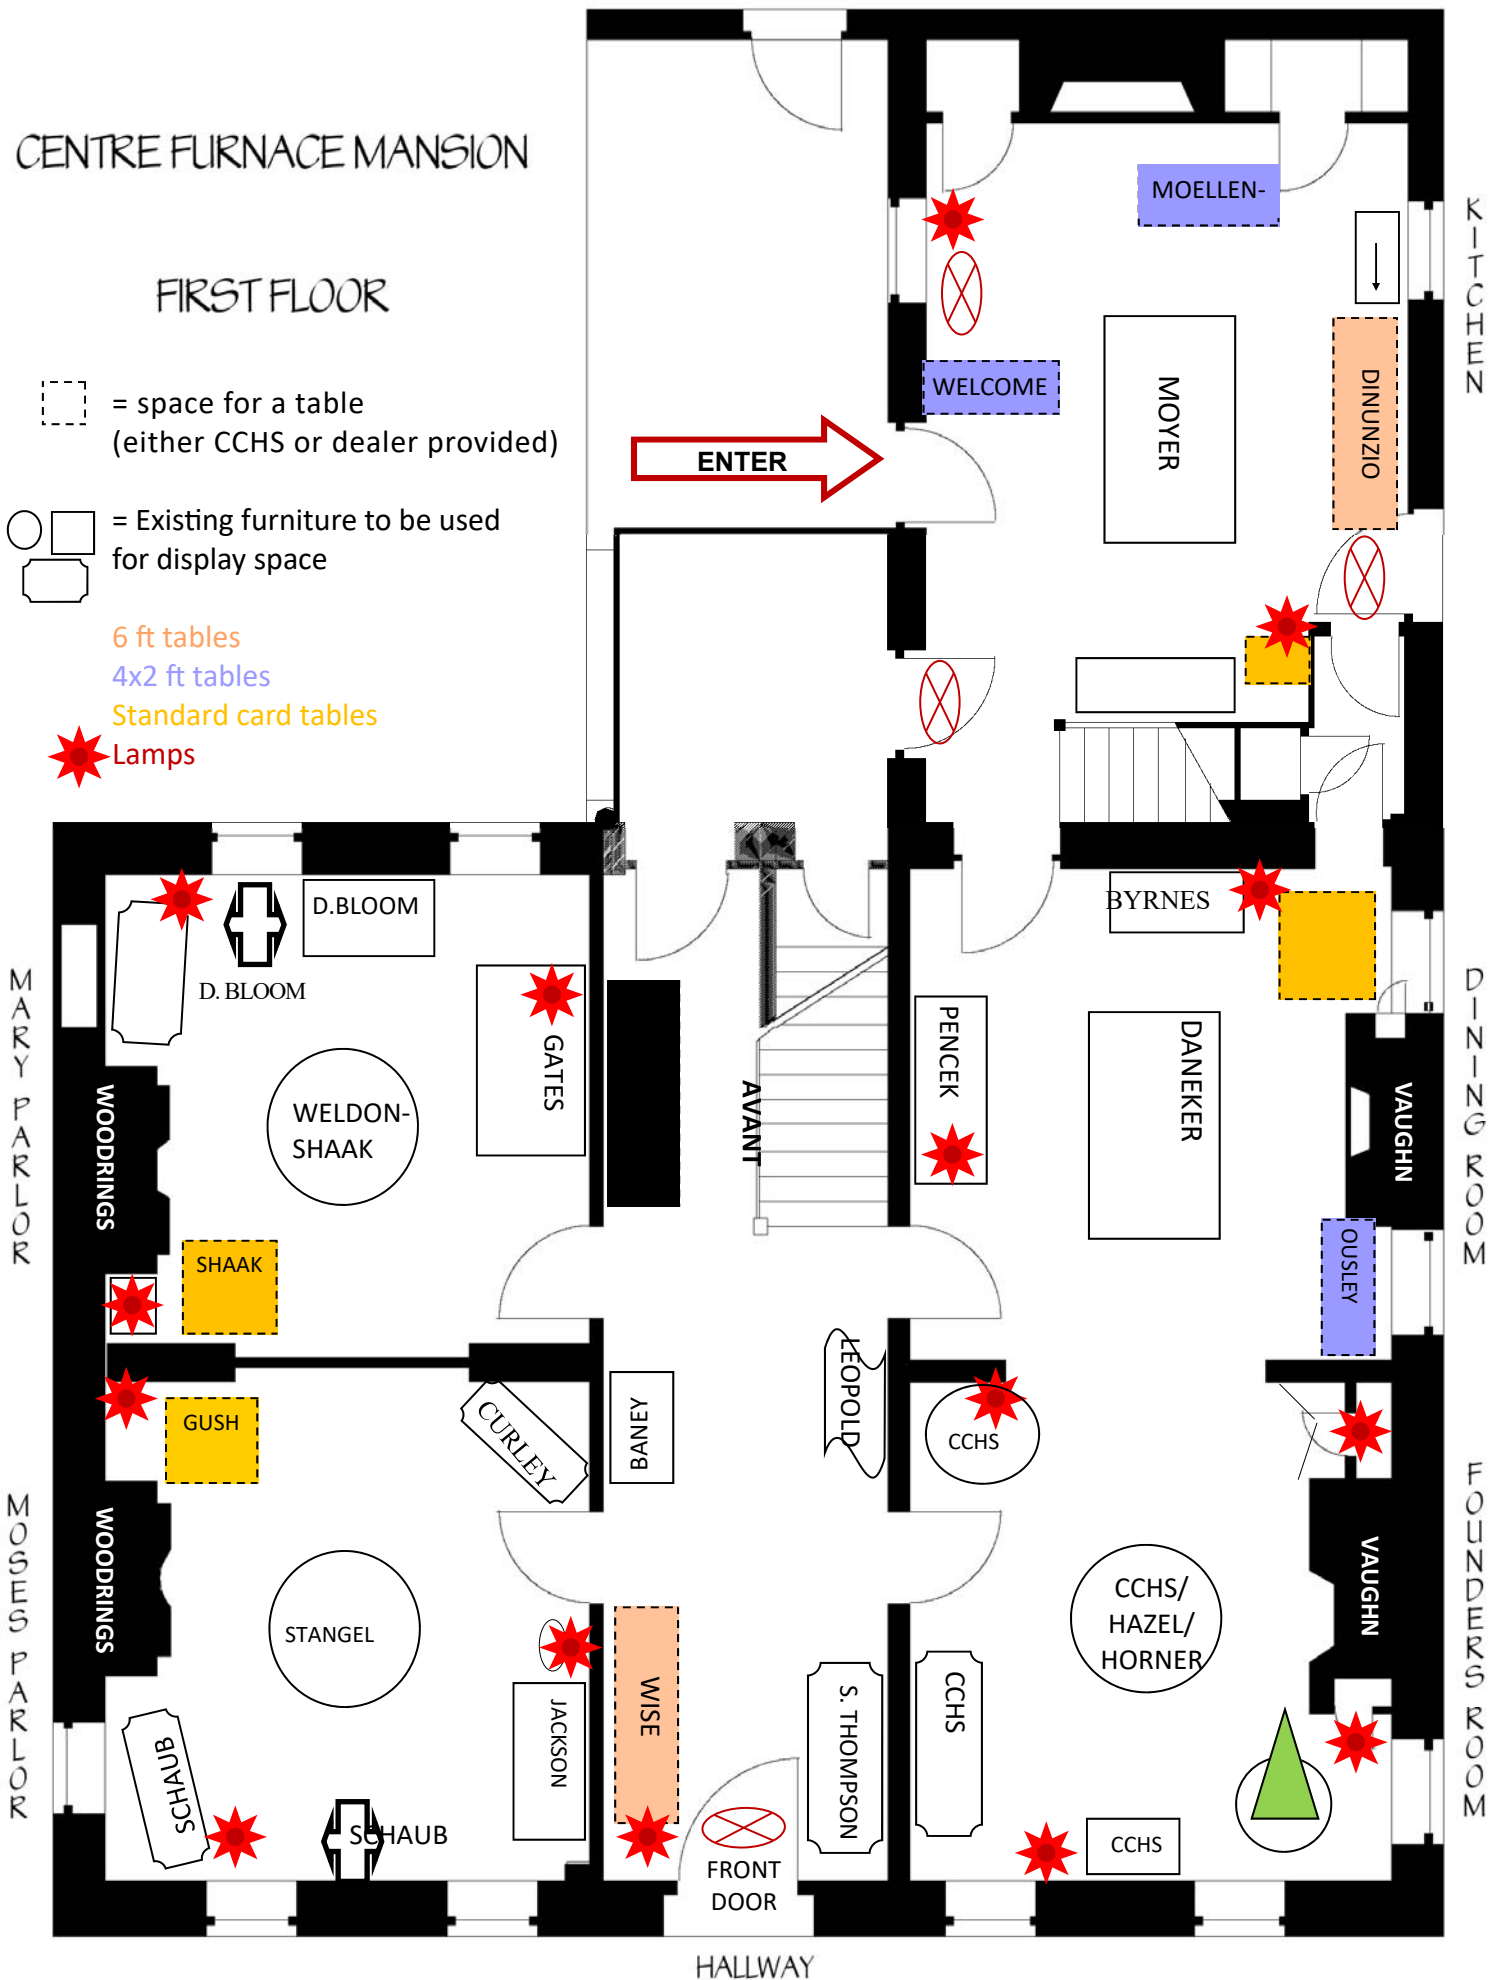 CENTRE FURNACE MANSION
FIRST FLOOR
= space for a table
(either CCHS or dealer provided)
= Existing furniture to be used
for display space
6 ft tables
4x2 ft tables
Standard card tables
Lamps
ENTER
KITCHEN
MOELLEN-
WELCOME
MOYER
DINUNZIO
MARY PARLOR
D.BLOOM
D. BLOOM
GATES
WELDON-
SHAAK
WOODRINGS
SHAAK
AVANT
DINING ROOM
BYRNES
PENCEK
DANEKER
VAUGHN
OUSLEY
MOSES PARLOR
GUSH
CURLEY
WOODRINGS
STANGEL
JACKSON
SCHAUB
SCHAUB
BANEY
LEOPOLD
WISE
S. THOMPSON
FRONT
DOOR
HALLWAY
FOUNDERS ROOM
CCHS
CCHS/
HAZEL/
HORNER
VAUGHN
CCHS
CCHS